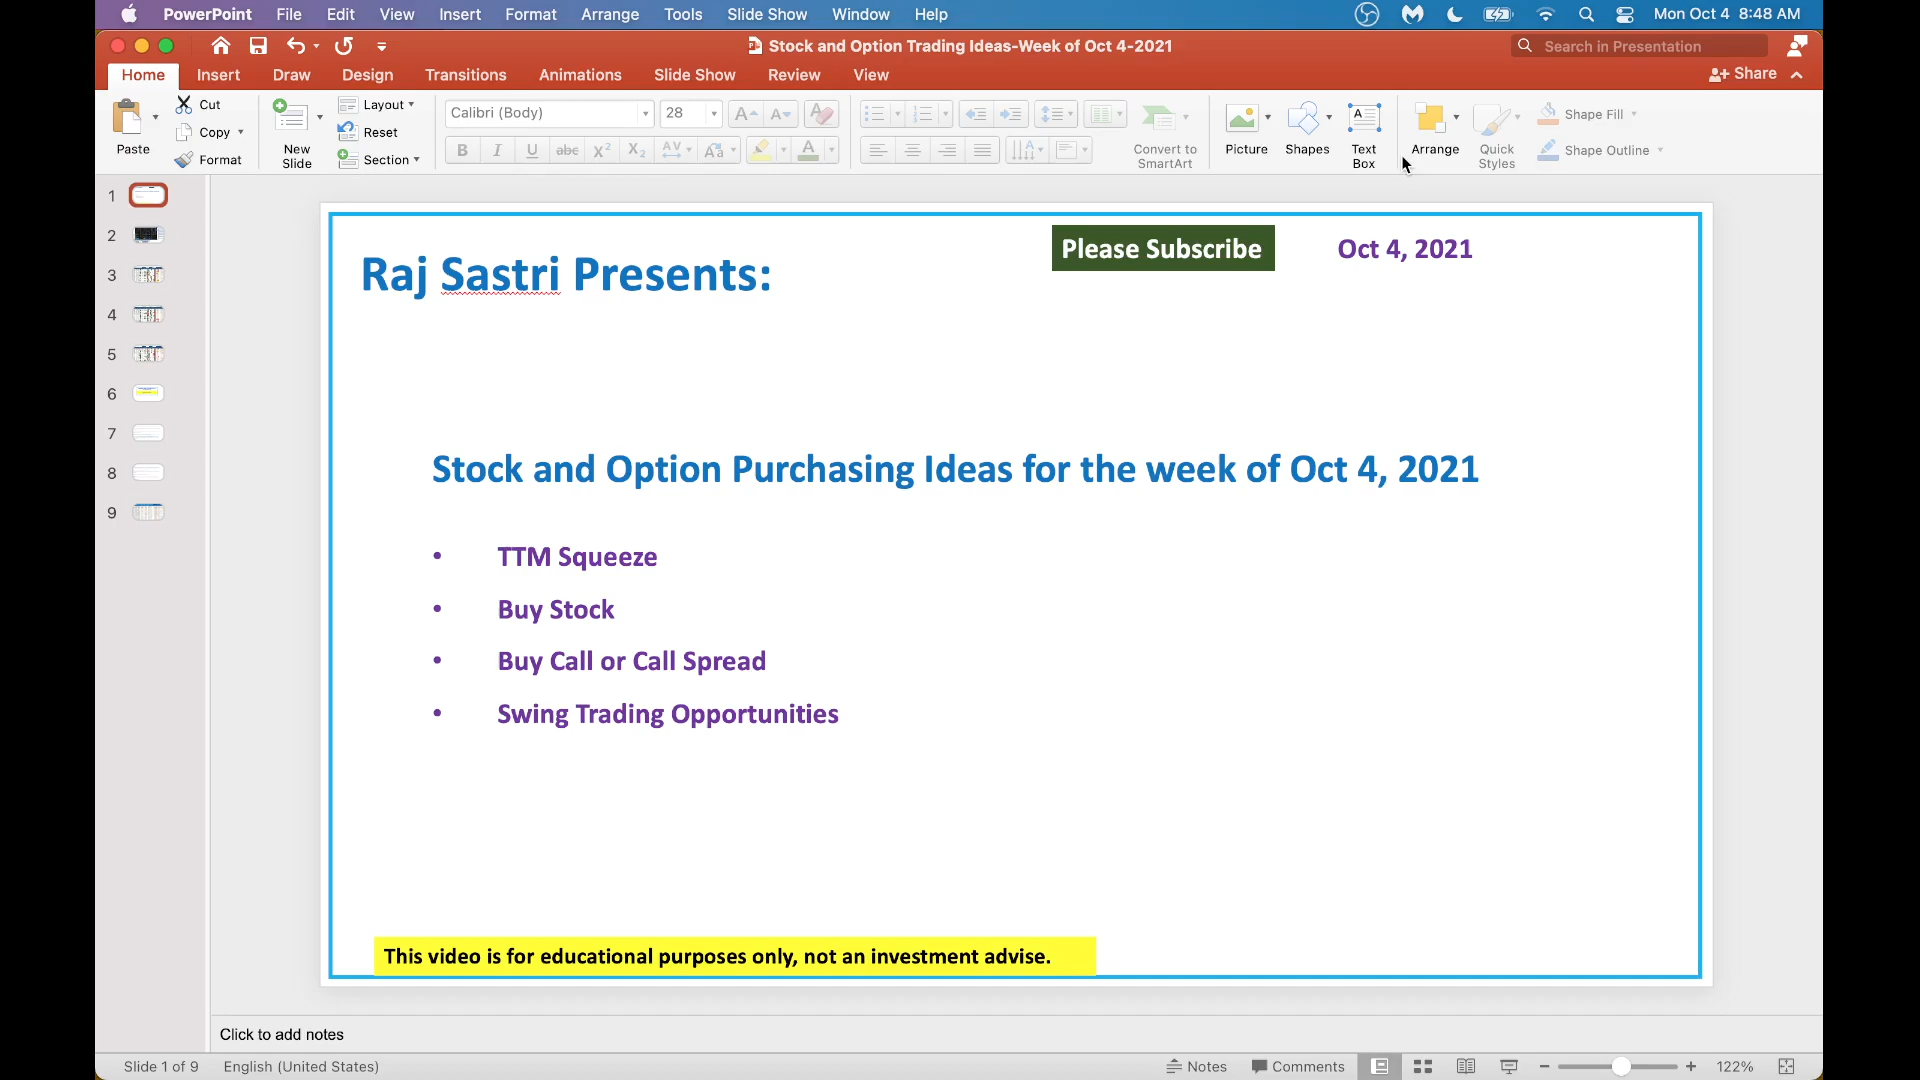 PowerPoint File Edit View Insert Format Arrange Tools Slide Show Window Help Mon Oct 4 8:48 AM
Stock and Option Trading Ideas-Week of Oct 4-2021 Search in Presentation
Home Insert Draw Design Transitions Animations Slide Show Review View Share
Paste Cut Copy Format
New Slide Layout Reset Section
Calibri (Body) 28
B I U abc X² X₂ AV Aa A
Convert to SmartArt
Picture Shapes Text Box Arrange Quick Styles Shape Fill Shape Outline
1
2
3
4
5
6
7
8
9
Please Subscribe Oct 4, 2021
Raj Sastri Presents:
Stock and Option Purchasing Ideas for the week of Oct 4, 2021
• TTM Squeeze
• Buy Stock
• Buy Call or Call Spread
• Swing Trading Opportunities
This video is for educational purposes only, not an investment advise.
Click to add notes
Slide 1 of 9 English (United States) Notes Comments 122%